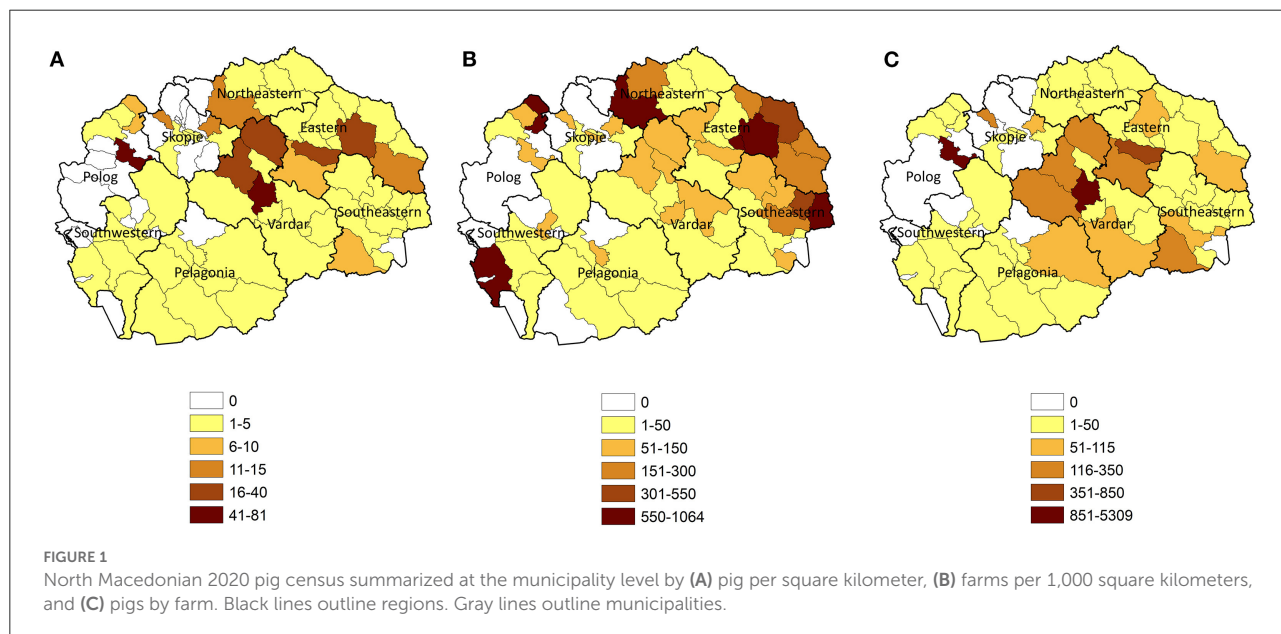 A
B
C
Northeastern
Skopje
Eastern
Polog
Vardar
Southeastern
Southwestern
Pelagonia
Northeastern
Skopje
Eastern
Polog
Vardar
Southeastern
Southwestern
Pelagonia
Northeastern
Skopje
Eastern
Polog
Vardar
Southeastern
Southwestern
Pelagonia
0
1-5
6-10
11-15
16-40
41-81
0
1-50
51-150
151-300
301-550
550-1064
0
1-50
51-115
116-350
351-850
851-5309
FIGURE 1
North Macedonian 2020 pig census summarized at the municipality level by (A) pig per square kilometer, (B) farms per 1,000 square kilometers,
and (C) pigs by farm. Black lines outline regions. Gray lines outline municipalities.